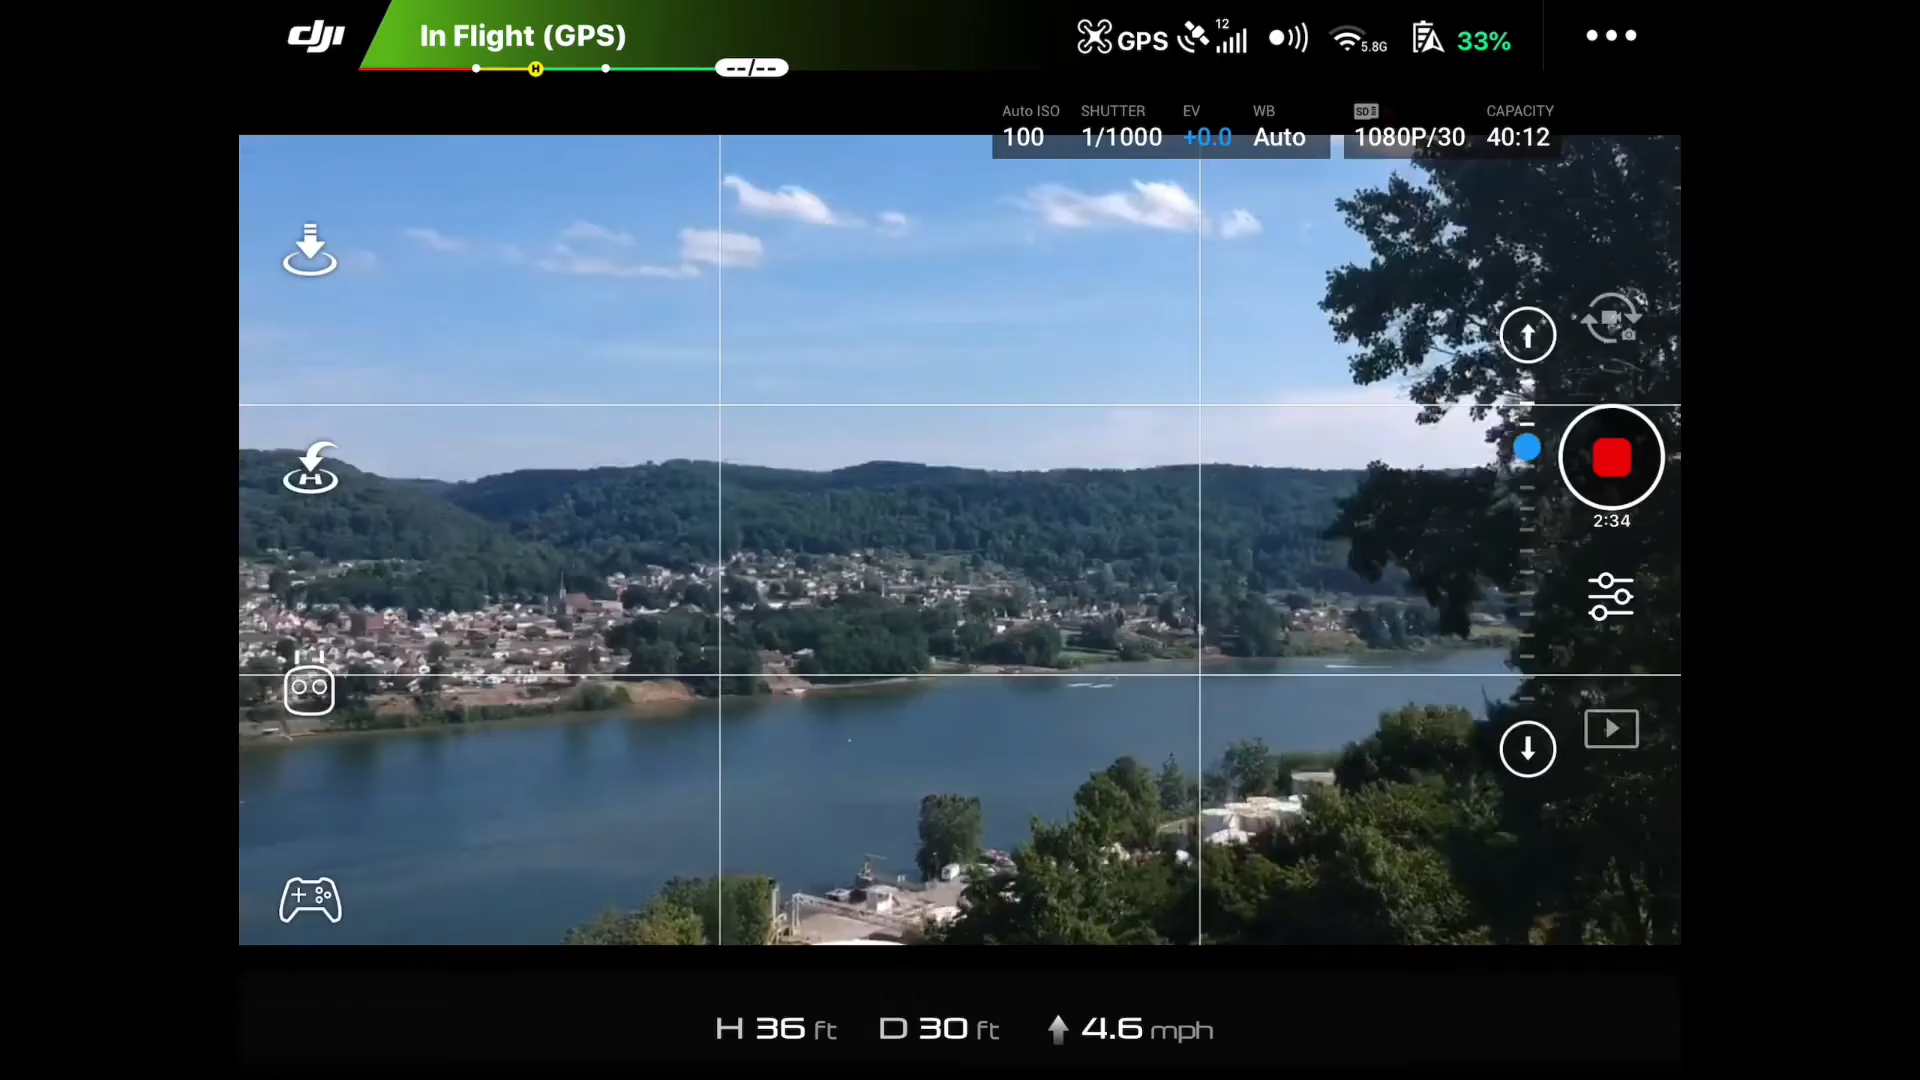 dji In Flight (GPS) GPS 12 5.8G 33%
H --/--
Auto ISO SHUTTER EV WB SD CAPACITY
100 1/1000 +0.0 Auto 1080P/30 40:12
H
2:34
H 36 ft D 30 ft 4.6 mph